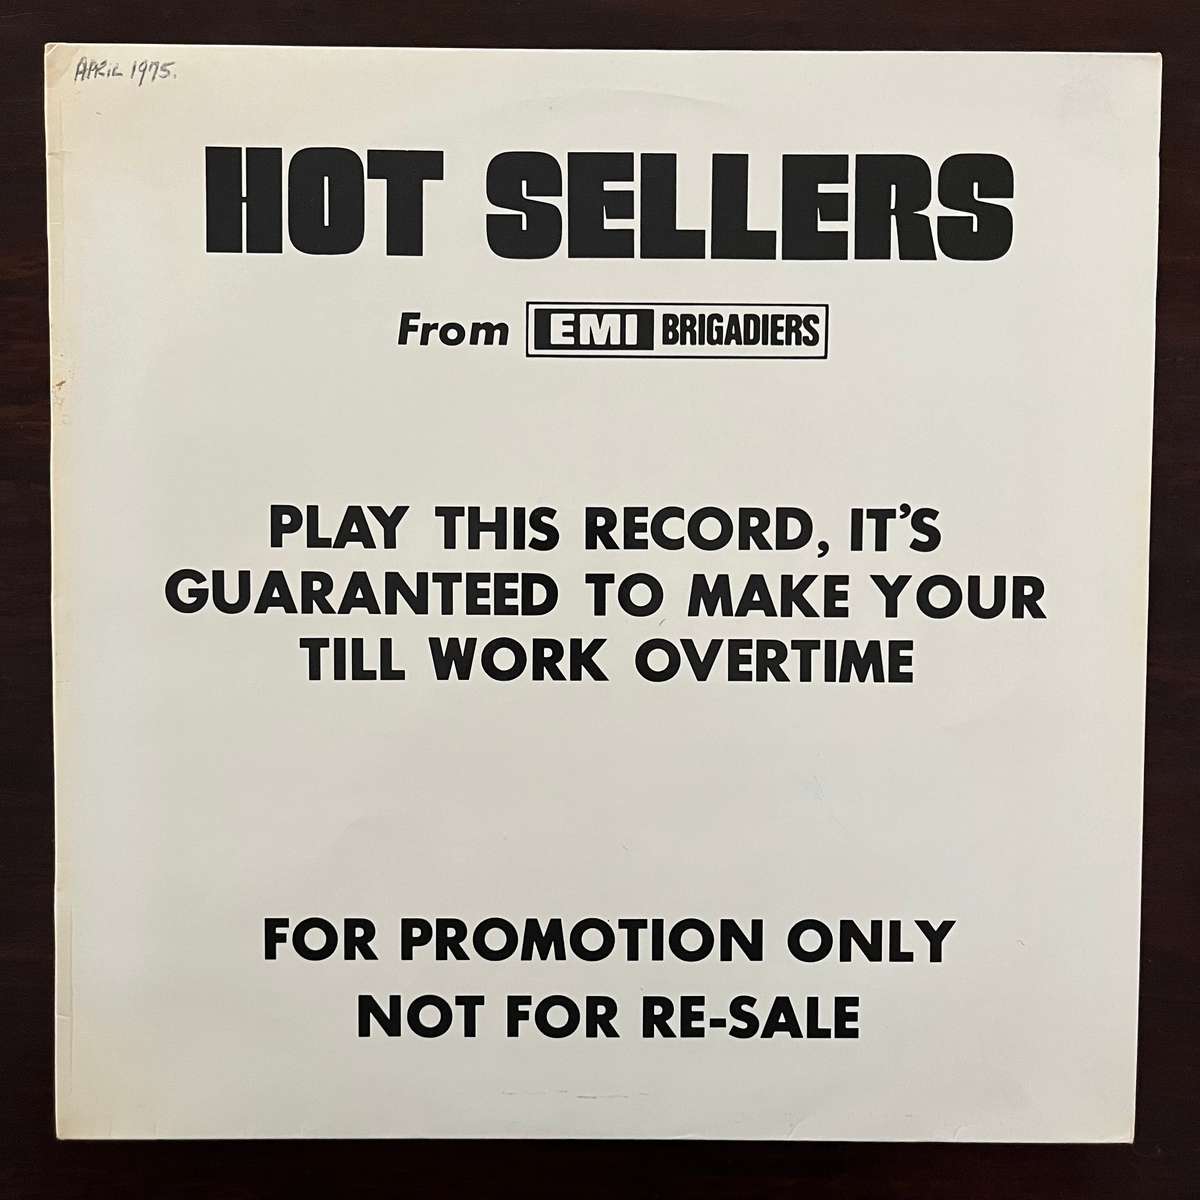 APRIL 1975.
HOT SELLERS
From EMI BRIGADIERS
PLAY THIS RECORD, IT'S
GUARANTEED TO MAKE YOUR
TILL WORK OVERTIME
FOR PROMOTION ONLY
NOT FOR RE-SALE